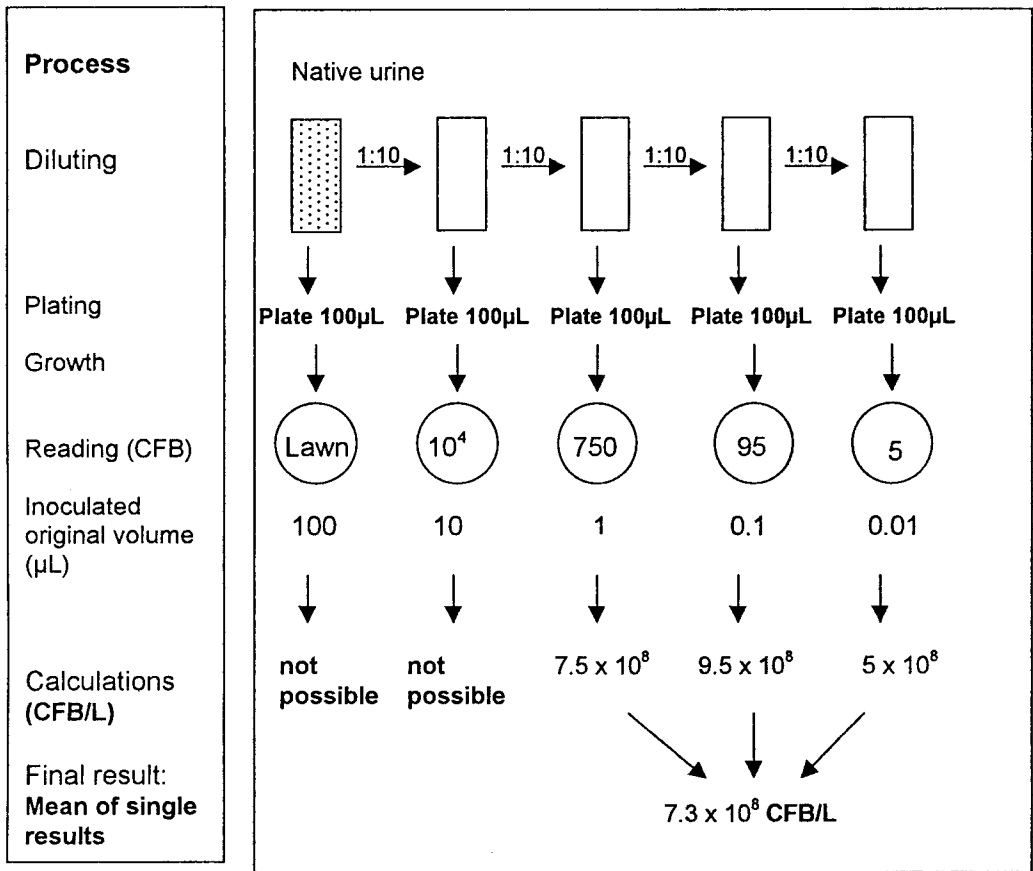 Process
Native urine
Diluting
1:10 1:10 1:10 1:10
Plating
Plate 100µL Plate 100µL Plate 100µL Plate 100µL Plate 100µL
Growth
Reading (CFB)
Lawn 10⁴ 750 95 5
Inoculated
original volume
(µL)
100 10 1 0.1 0.01
Calculations
(CFB/L)
not
possible
not
possible
7.5 x 10⁸ 9.5 x 10⁸ 5 x 10⁸
Final result:
Mean of single
results
7.3 x 10⁸ CFB/L